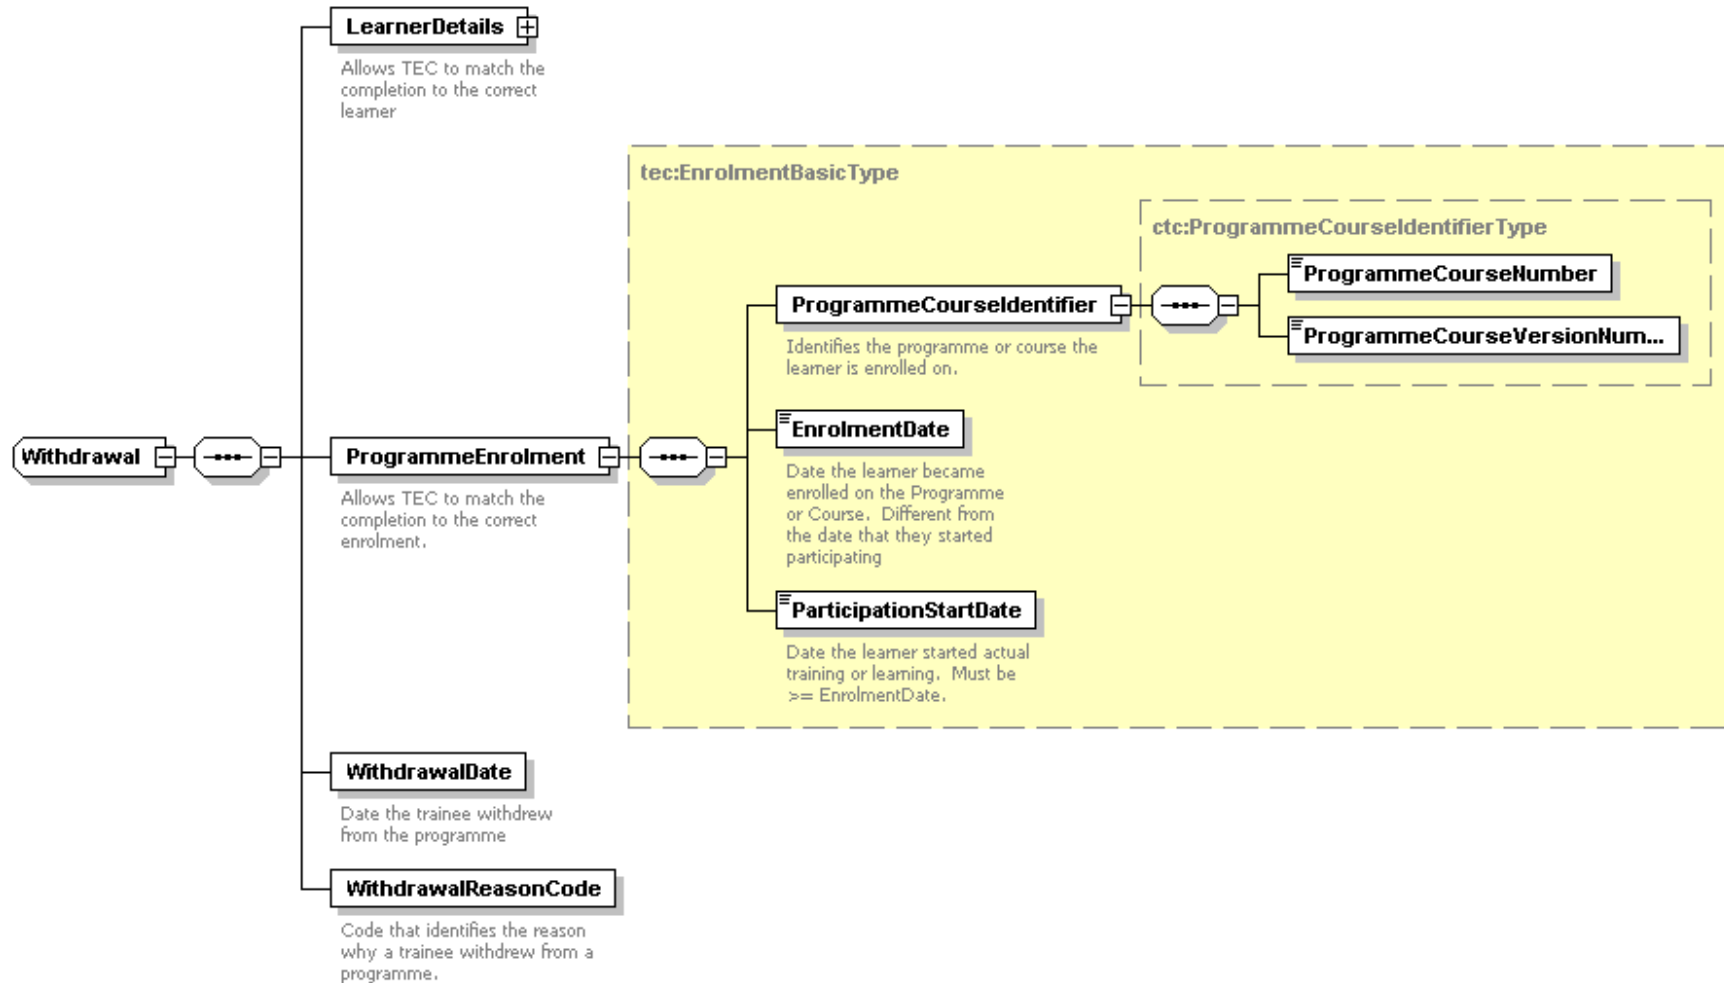 LearnerDetails
Allows TEC to match the
completion to the correct
learner
tec:EnrolmentBasicType
ctc:ProgrammeCourseIdentifierType
ProgrammeCourseNumber
ProgrammeCourseIdentifier
ProgrammeCourseVersionNum...
Identifies the programme or course the
learner is enrolled on.
EnrolmentDate
Date the learner became
enrolled on the Programme
or Course. Different from
the date that they started
participating
Withdrawal
ProgrammeEnrolment
Allows TEC to match the
completion to the correct
enrolment.
ParticipationStartDate
Date the learner started actual
training or learning. Must be
>= EnrolmentDate.
WithdrawalDate
Date the trainee withdrew
from the programme
WithdrawalReasonCode
Code that identifies the reason
why a trainee withdrew from a
programme.